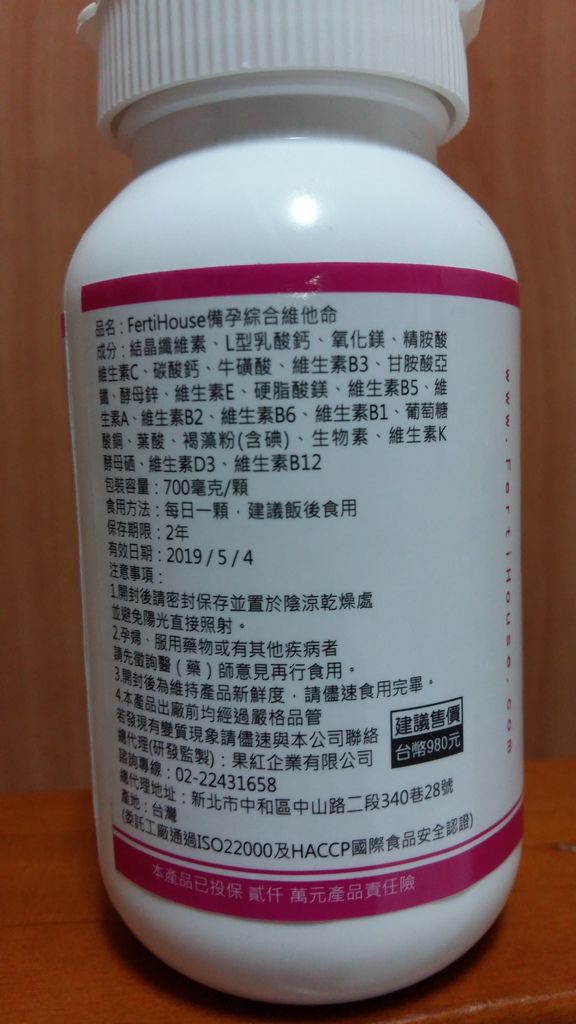 品名：FertiHouse備孕綜合維他命
成分：結晶纖維素、L型乳酸鈣、氧化鎂、精胺酸
維生素C、碳酸鈣、牛磺酸、維生素B3、甘胺酸亞
鐵、酵母鋅、維生素E、硬脂酸鎂、維生素B5、維
生素A、維生素B2、維生素B6、維生素B1、葡萄糖
酸銅、葉酸、褐藻粉(含碘)、生物素、維生素K
酵母硒、維生素D3、維生素B12
包裝容量：700毫克/顆
食用方法：每日一顆，建議飯後食用
保存期限：2年
有效日期：2019 / 5 / 4
注意事項：
1.開封後請密封保存並置於陰涼乾燥處
並避免陽光直接照射。
2.孕婦、服用藥物或有其他疾病者
請先徵詢醫（藥）師意見再行食用。
3.開封後為維持產品新鮮度，請儘速食用完畢。
4.本產品出廠前均經過嚴格品管
若發現有變質現象請儘速與本公司聯絡
總代理(研發監製)：果紅企業有限公司
諮詢專線：02-22431658
總代理地址：新北市中和區中山路二段340巷28號
產地：台灣
(委託工廠通過ISO22000及HACCP國際食品安全認證)
建議售價
台幣980元
本產品已投保 貳仟 萬元產品責任險
www.FertiHouse.com